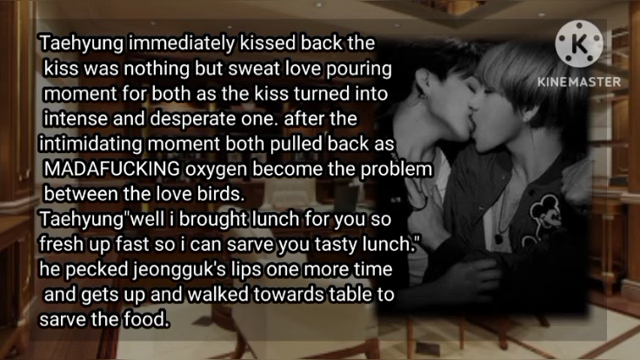 Taehyung immediately kissed back the
kiss was nothing but sweat love pouring
moment for both as the kiss turned into
intense and desperate one. after the
intimidating moment both pulled back as
MADAFUCKING oxygen become the problem
between the love birds.
Taehyung"well i brought lunch for you so
fresh up fast so i can sarve you tasty lunch."
he pecked jeongguk's lips one more time
and gets up and walked towards table to
sarve the food.
K
KINEMASTER